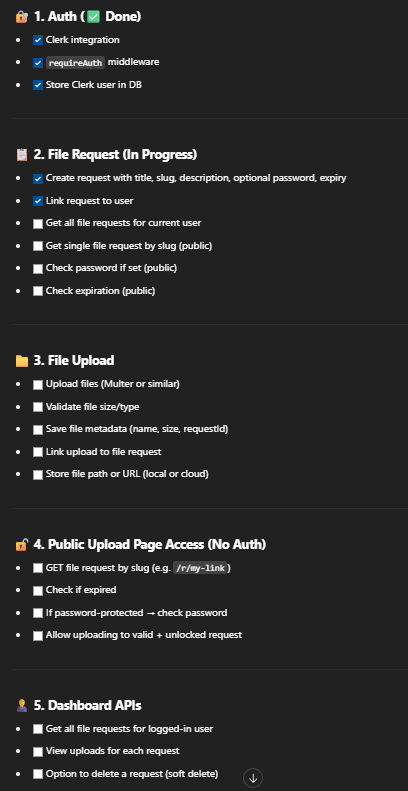 1. Auth (✅ Done)
Clerk integration
requireAuth middleware
Store Clerk user in DB
2. File Request (In Progress)
Create request with title, slug, description, optional password, expiry
Link request to user
Get all file requests for current user
Get single file request by slug (public)
Check password if set (public)
Check expiration (public)
3. File Upload
Upload files (Multer or similar)
Validate file size/type
Save file metadata (name, size, requestId)
Link upload to file request
Store file path or URL (local or cloud)
4. Public Upload Page Access (No Auth)
GET file request by slug (e.g. /r/my-link)
Check if expired
If password-protected → check password
Allow uploading to valid + unlocked request
5. Dashboard APIs
Get all file requests for logged-in user
View uploads for each request
Option to delete a request (soft delete)